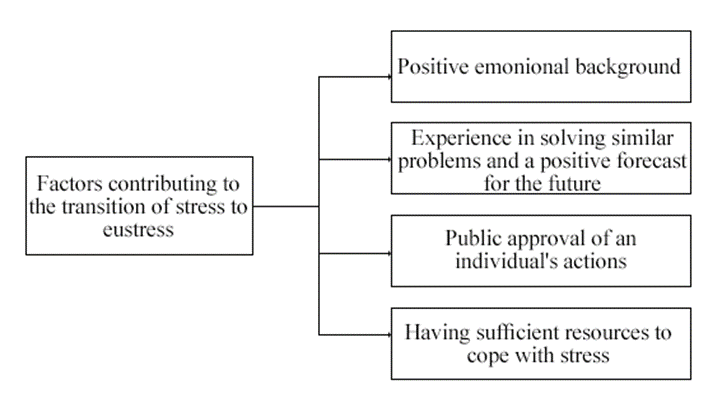 Factors contributing to
the transition of stress to
eustress
Positive emonional background
Experience in solving similar
problems and a positive forecast
for the future
Public approval of an
individual's actions
Having sufficient resources to
cope with stress